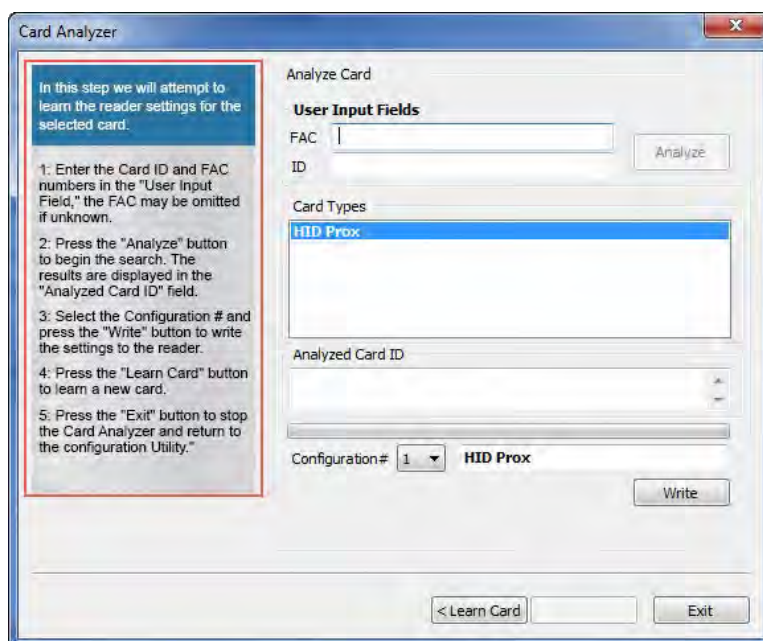 Card Analyzer
In this step we will attempt to
learn the reader settings for the
selected card.
1: Enter the Card ID and FAC
numbers in the "User Input
Field," the FAC may be omitted
if unknown.
2: Press the "Analyze" button
to begin the search. The
results are displayed in the
"Analyzed Card ID" field.
3: Select the Configuration # and
press the "Write" button to write
the settings to the reader.
4: Press the "Learn Card" button
to learn a new card.
5: Press the "Exit" button to stop
the Card Analyzer and return to
the configuration Utility."
Analyze Card
User Input Fields
FAC
ID
Analyze
Card Types
HID Prox
Analyzed Card ID
Configuration# 1 HID Prox
Write
< Learn Card
Exit